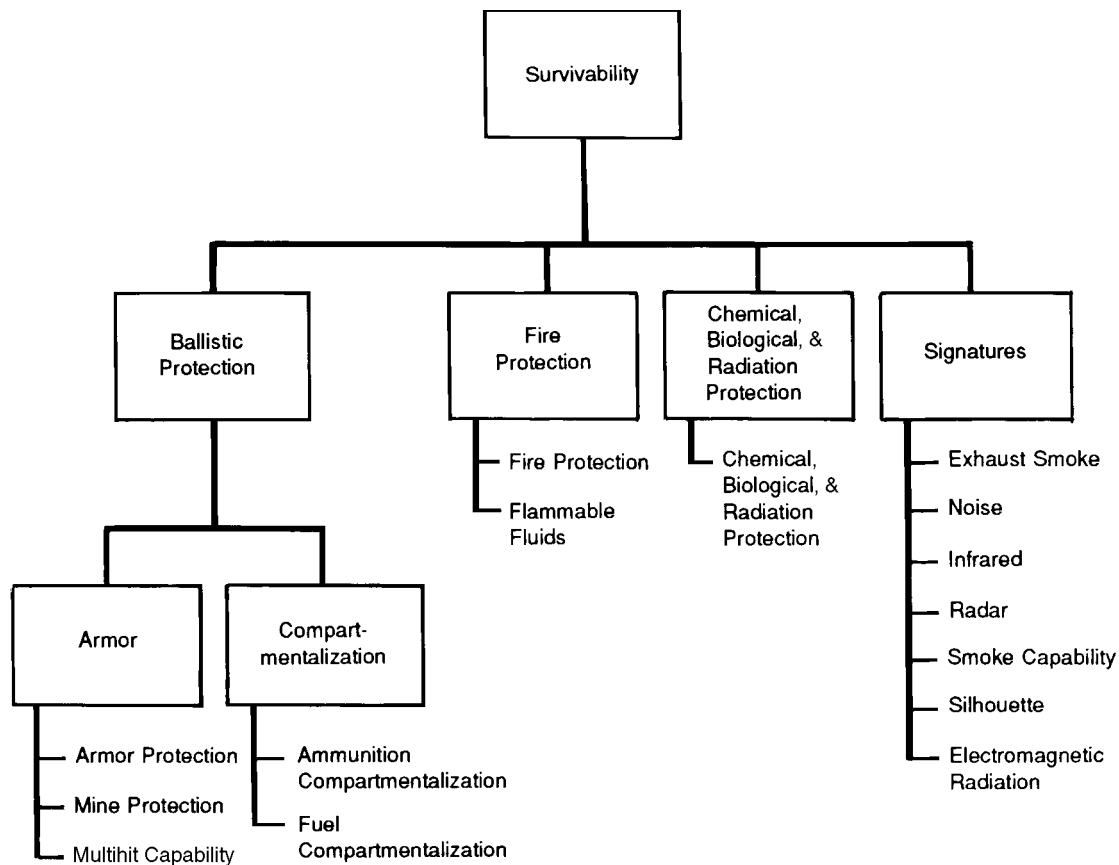 Survivability
Ballistic
Protection
Fire
Protection
Chemical,
Biological, &
Radiation
Protection
Signatures
Fire Protection
Flammable
Fluids
Chemical,
Biological, &
Radiation
Protection
Exhaust Smoke
Noise
Infrared
Radar
Smoke Capability
Silhouette
Electromagnetic
Radiation
Armor
Compart-
mentalization
Armor Protection
Mine Protection
Multihit Capability
Ammunition
Compartmentalization
Fuel
Compartmentalization